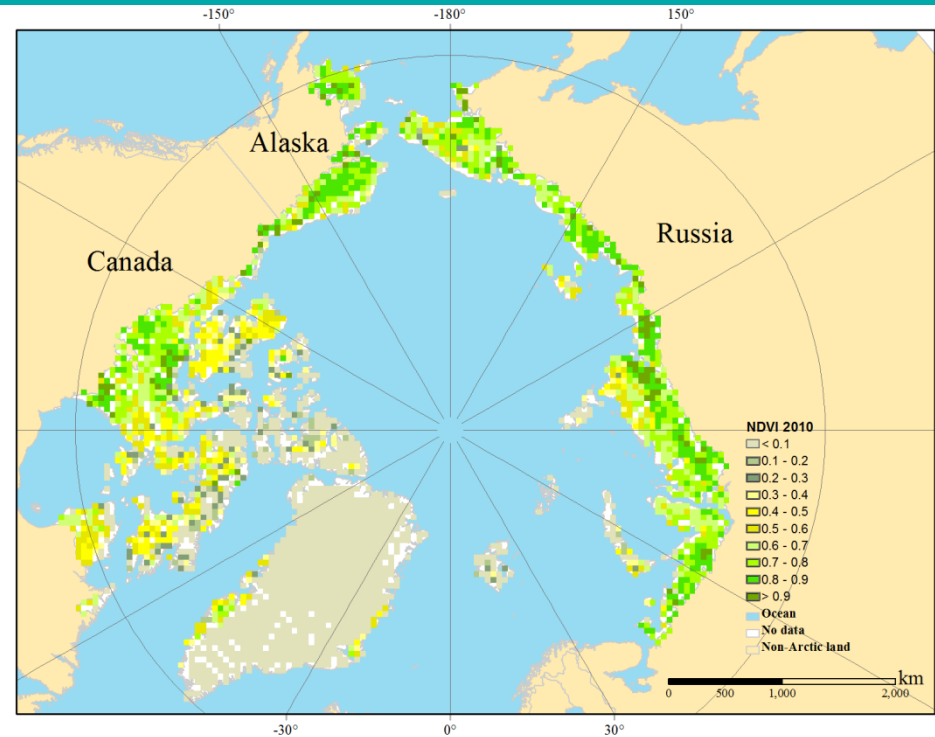 -150°
-180°
150°
Alaska
Canada
Russia
NDVI 2010
< 0.1
0.1 - 0.2
0.2 - 0.3
0.3 - 0.4
0.4 - 0.5
0.5 - 0.6
0.6 - 0.7
0.7 - 0.8
0.8 - 0.9
> 0.9
Ocean
No data
Non-Arctic land
km
0 500 1,000 2,000
-30°
0°
30°